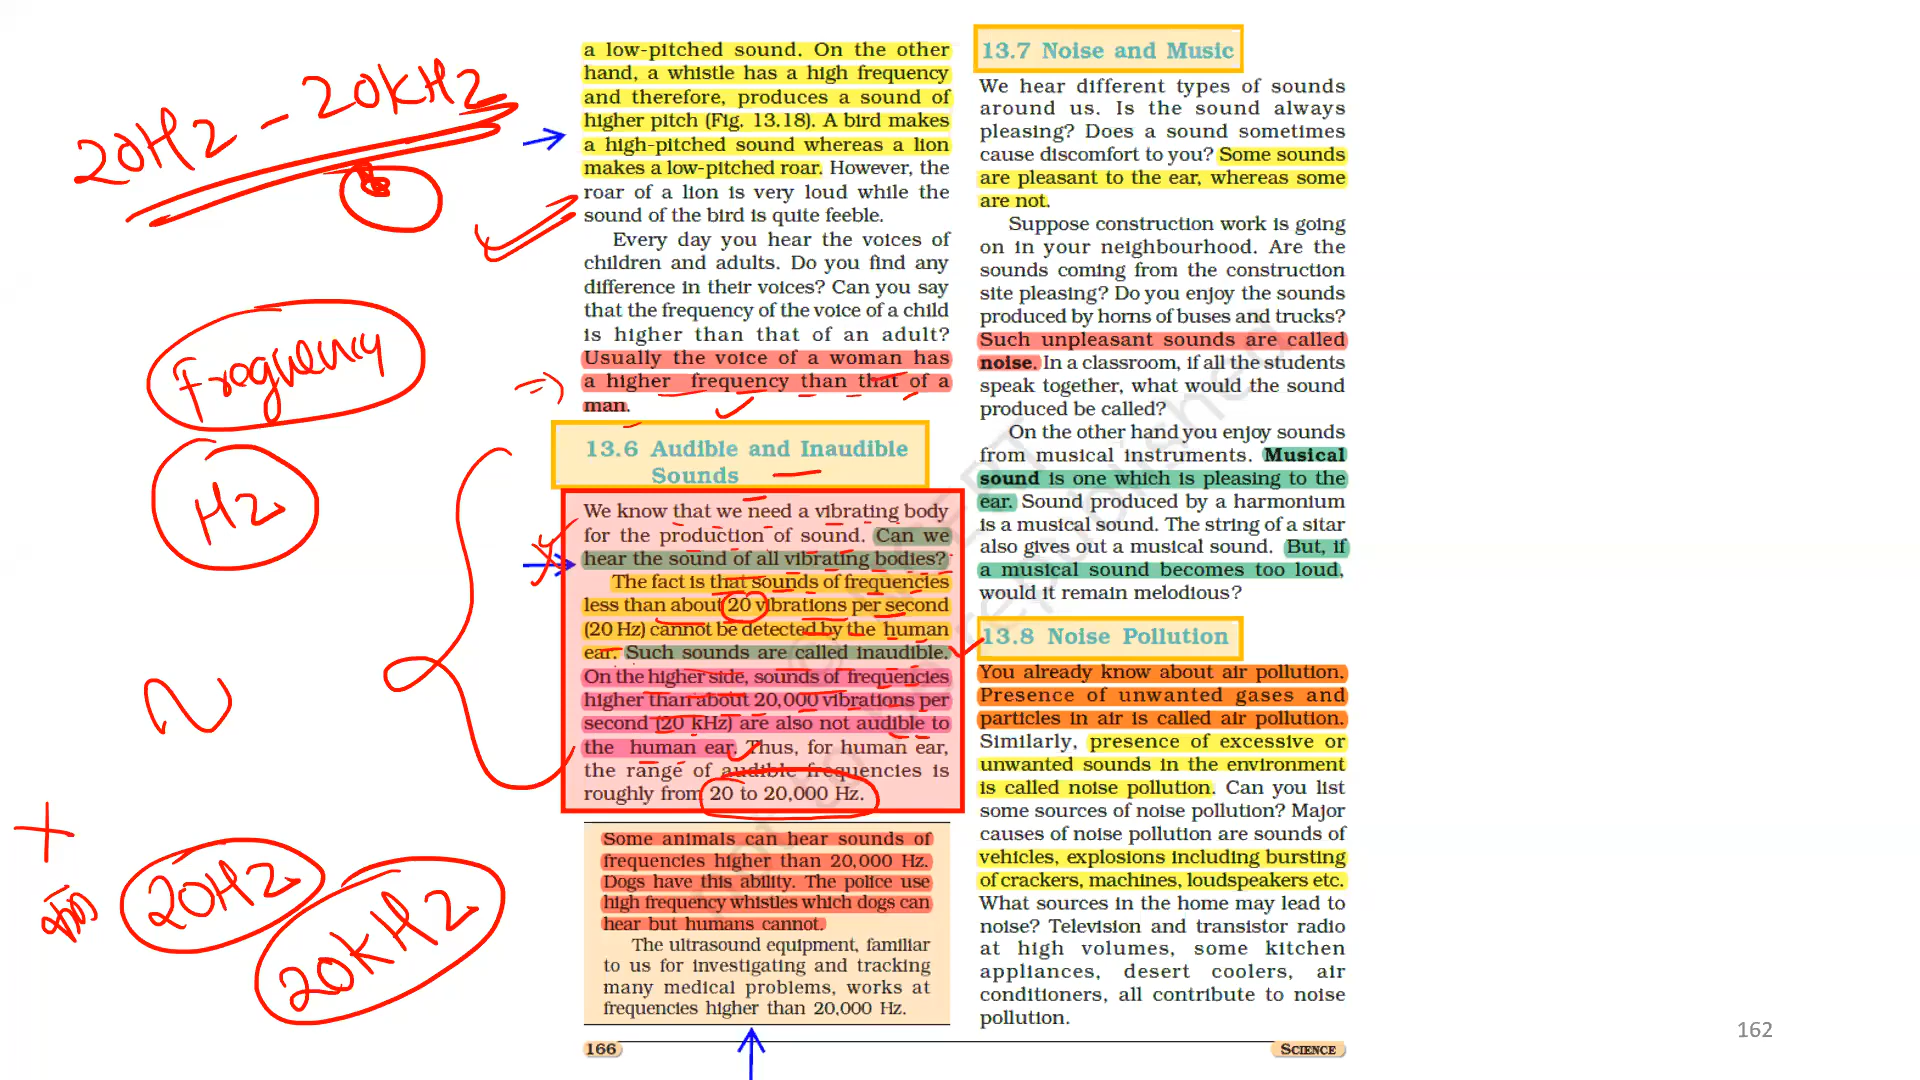 20HZ - 20KHZ
Frequency
HZ
20HZ
20KHZ
a low-pitched sound. On the other
hand, a whistle has a high frequency
and therefore, produces a sound of
higher pitch (Fig. 13.18). A bird makes
a high-pitched sound whereas a lion
makes a low-pitched roar. However, the
roar of a lion is very loud while the
sound of the bird is quite feeble.
Every day you hear the voices of
children and adults. Do you find any
difference in their voices? Can you say
that the frequency of the voice of a child
is higher than that of an adult?
Usually the voice of a woman has
a higher frequency than that of a
man.
13.6 Audible and Inaudible
Sounds
We know that we need a vibrating body
for the production of sound. Can we
hear the sound of all vibrating bodies?
The fact is that sounds of frequencies
less than about 20 vibrations per second
(20 Hz) cannot be detected by the human
ear. Such sounds are called inaudible.
On the higher side, sounds of frequencies
higher than about 20,000 vibrations per
second (20 kHz) are also not audible to
the human ear. Thus, for human ear,
the range of audible frequencies is
roughly from 20 to 20,000 Hz.
Some animals can hear sounds of
frequencies higher than 20,000 Hz.
Dogs have this ability. The police use
high frequency whistles which dogs can
hear but humans cannot.
The ultrasound equipment, familiar
to us for investigating and tracking
many medical problems, works at
frequencies higher than 20,000 Hz.
166
13.7 Noise and Music
We hear different types of sounds
around us. Is the sound always
pleasing? Does a sound sometimes
cause discomfort to you? Some sounds
are pleasant to the ear, whereas some
are not.
Suppose construction work is going
on in your neighbourhood. Are the
sounds coming from the construction
site pleasing? Do you enjoy the sounds
produced by horns of buses and trucks?
Such unpleasant sounds are called
noise. In a classroom, if all the students
speak together, what would the sound
produced be called?
On the other hand you enjoy sounds
from musical instruments. Musical
sound is one which is pleasing to the
ear. Sound produced by a harmonium
is a musical sound. The string of a sitar
also gives out a musical sound. But, if
a musical sound becomes too loud,
would it remain melodious?
13.8 Noise Pollution
You already know about air pollution.
Presence of unwanted gases and
particles in air is called air pollution.
Similarly, presence of excessive or
unwanted sounds in the environment
is called noise pollution. Can you list
some sources of noise pollution? Major
causes of noise pollution are sounds of
vehicles, explosions including bursting
of crackers, machines, loudspeakers etc.
What sources in the home may lead to
noise? Television and transistor radio
at high volumes, some kitchen
appliances, desert coolers, air
conditioners, all contribute to noise
pollution.
SCIENCE
162